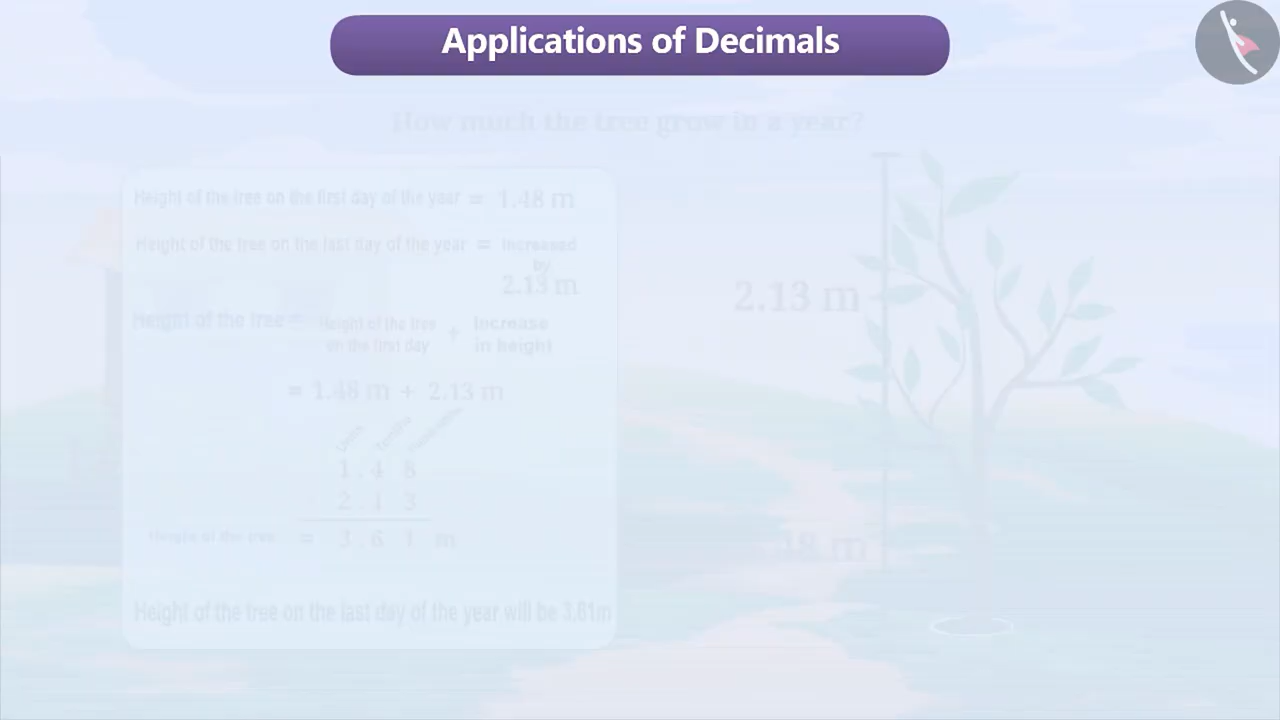 Applications of Decimals
How much the tree grow in a year?
Height of the tree on the first day of the year = 1.48 m
Height of the tree on the last day of the year = Increased
by
2.13 m
Height of the tree = Height of the tree on the first day + Increase in height
= 1.48 m + 2.13 m
Units Tenths
1 . 4 8
2 . 1 3
Height of the tree = 3 . 6 1 m
Height of the tree on the last day of the year will be 3.61m
2.13 m